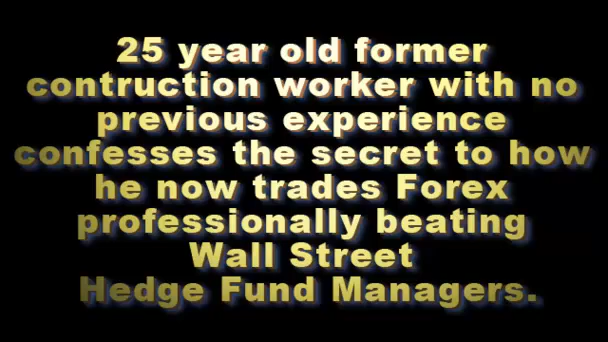 25 year old former
contruction worker with no
previous experience
confesses the secret to how
he now trades Forex
professionally beating
Wall Street
Hedge Fund Managers.